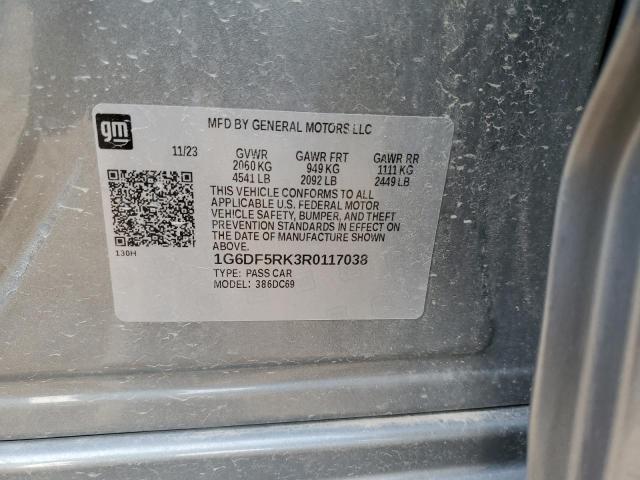 gm
MFD BY GENERAL MOTORS LLC
11/23 GVWR GAWR FRT GAWR RR
2060 KG 949 KG 1111 KG
4541 LB 2092 LB 2449 LB
THIS VEHICLE CONFORMS TO ALL
APPLICABLE U.S. FEDERAL MOTOR
VEHICLE SAFETY, BUMPER, AND THEFT
PREVENTION STANDARDS IN EFFECT ON
THE DATE OF MANUFACTURE SHOWN
ABOVE.
130H
1G6DF5RK3R0117038
TYPE: PASS CAR
MODEL: 386DC69